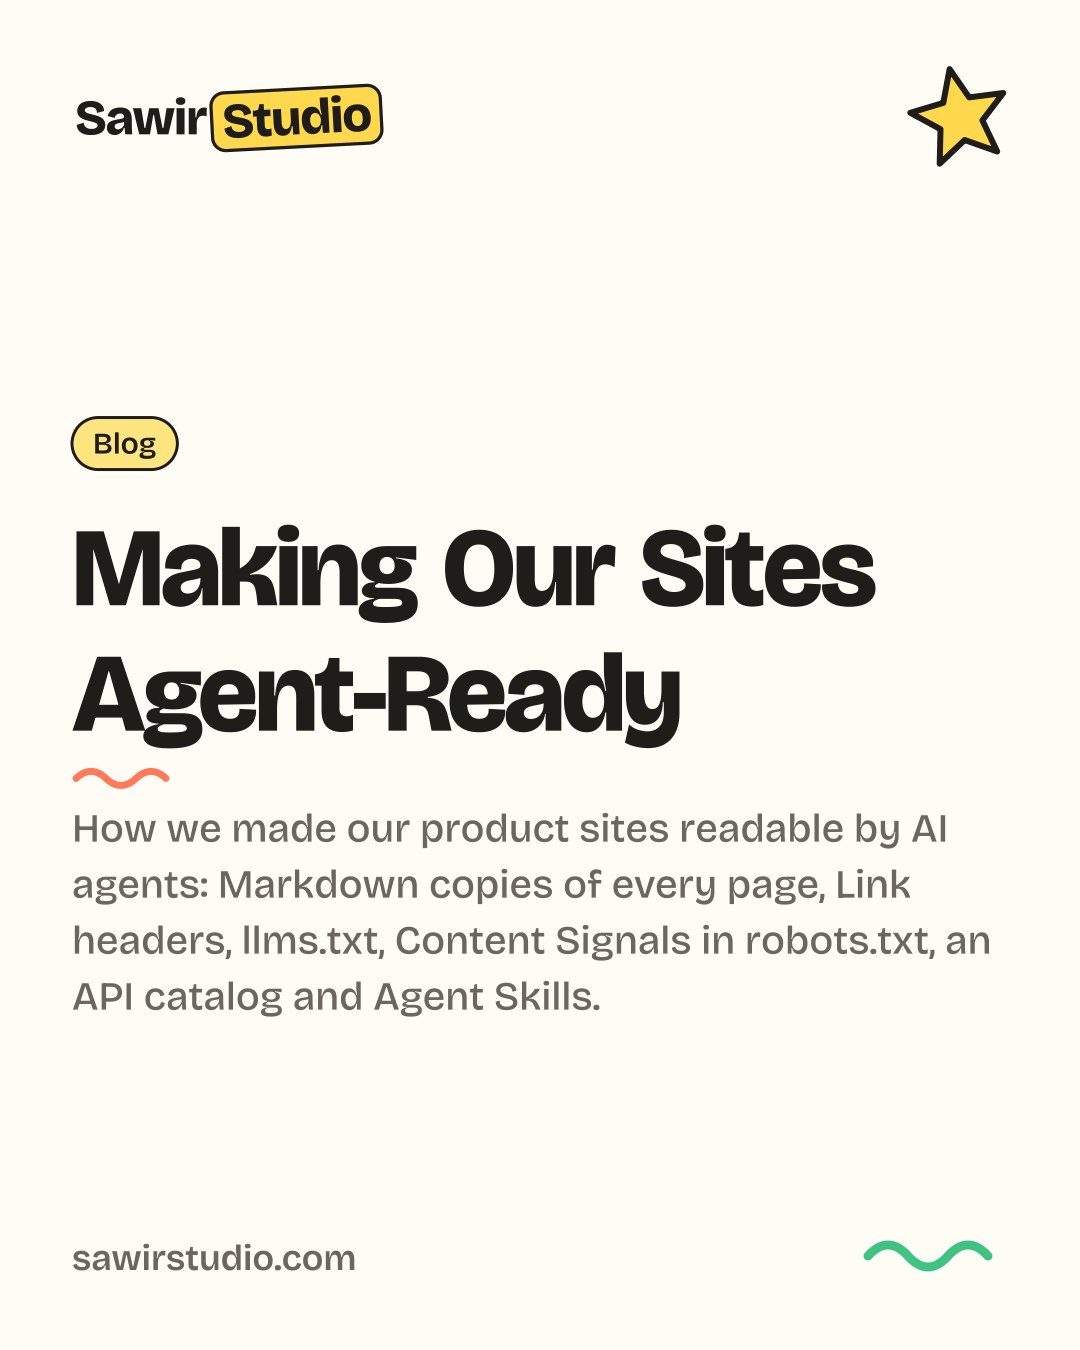 Sawir Studio
Blog
Making Our Sites
Agent-Ready
How we made our product sites readable by AI
agents: Markdown copies of every page, Link
headers, llms.txt, Content Signals in robots.txt, an
API catalog and Agent Skills.
sawirstudio.com